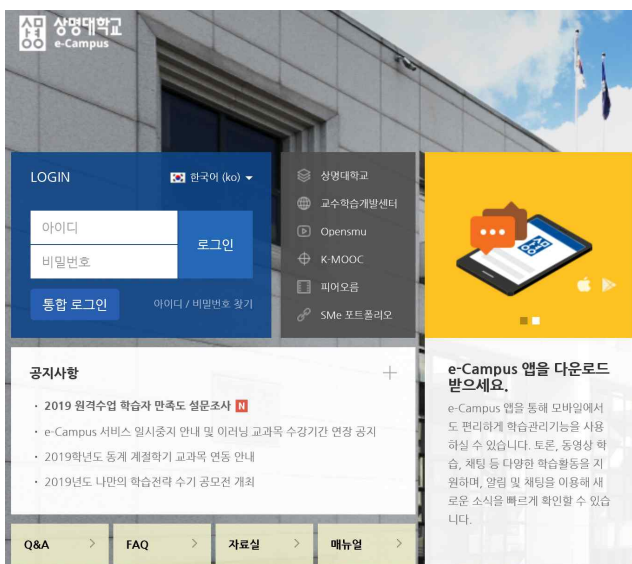 상명대학교
e-Campus
LOGIN
한국어 (ko)
아이디
비밀번호
로그인
통합 로그인
아이디 / 비밀번호 찾기
상명대학교
교수학습개발센터
Opensmu
K-MOOC
피어오름
SMe 포트폴리오
공지사항
2019 원격수업 학습자 만족도 설문조사 N
e-Campus 서비스 일시중지 안내 및 이러닝 교과목 수강기간 연장 공지
2019학년도 동계 계절학기 교과목 연동 안내
2019년도 나만의 학습전략 수기 공모전 개최
e-Campus 앱을 다운로드
받으세요.
e-Campus 앱을 통해 모바일에서
도 편리하게 학습관리기능을 사용
하실 수 있습니다. 토론, 동영상 학
습, 채팅 등 다양한 학습활동을 지
원하며, 알림 및 채팅을 이용해 새
로운 소식을 빠르게 확인할 수 있습
니다.
Q&A
FAQ
자료실
매뉴얼